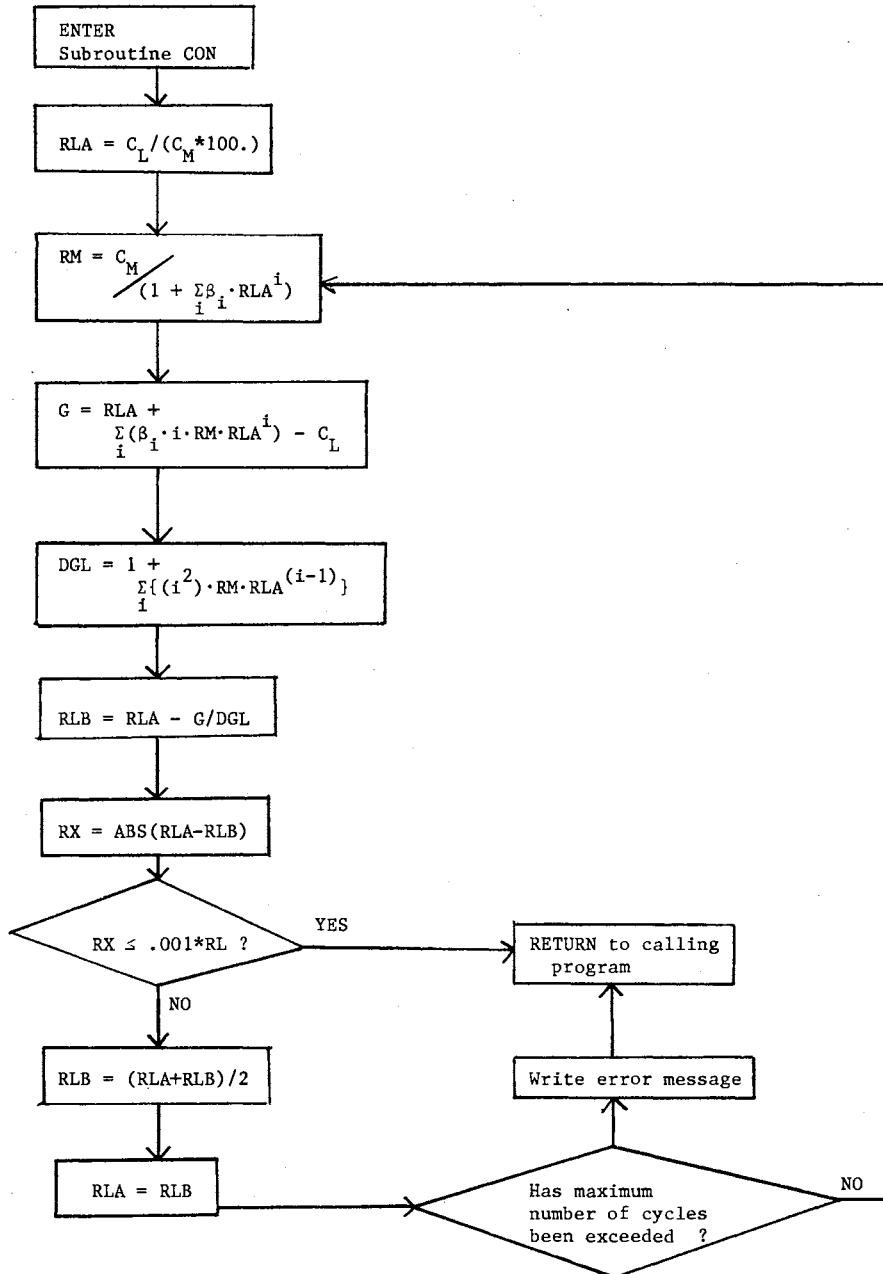 ENTER
Subroutine CON
RLA = C_L/(C_M*100.)
RM = C_M
/(1 + Σ_i β_i·RLA^i)
G = RLA +
Σ_i(β_i·i·RM·RLA^i) - C_L
DGL = 1 +
Σ_i{(i^2)·RM·RLA^(i-1)}
RLB = RLA - G/DGL
RX = ABS(RLA-RLB)
RX ≤ .001*RL ?
YES
RETURN to calling
program
NO
RLB = (RLA+RLB)/2
Write error message
RLA = RLB
Has maximum
number of cycles
been exceeded ?
NO